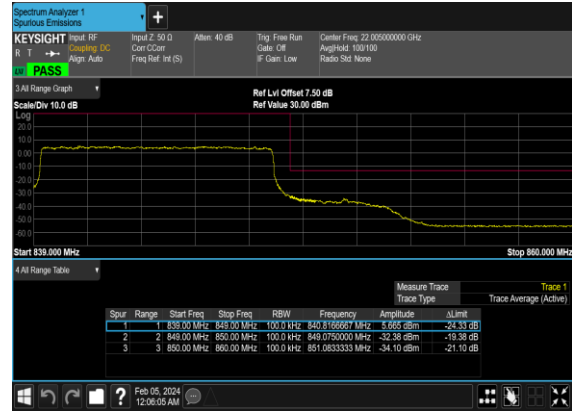 Spectrum Analyzer 1
Spurious Emissions
+
KEYSIGHT Input: RF Input Z: 50 Ω Atten: 40 dB Trig: Free Run Center Freq: 22.005000000 GHz
R T Coupling: DC Corr CCorr Gate: Off Avg|Hold: 100/100
Align: Auto Freq Ref: Int (S) IF Gain: Low Radio Std: None
PASS
3 All Range Graph
Ref Lvl Offset 7.50 dB
Scale/Div 10.0 dB Ref Value 30.00 dBm
Log
20.0
10.0
0.00
-10.0
-20.0
-30.0
-40.0
-50.0
-60.0
Start 839.000 MHz Stop 860.000 MHz
4 All Range Table
Measure Trace Trace 1
Trace Type Trace Average (Active)
Spur Range Start Freq Stop Freq RBW Frequency Amplitude ΔLimit
1 1 839.00 MHz 849.00 MHz 100.0 kHz 840.8166667 MHz 5.665 dBm -24.33 dB
2 2 849.00 MHz 850.00 MHz 100.0 kHz 849.0750000 MHz -32.38 dBm -19.38 dB
3 3 850.00 MHz 860.00 MHz 100.0 kHz 851.0833333 MHz -34.10 dBm -21.10 dB
? Feb 05, 2024
12:06:05 AM